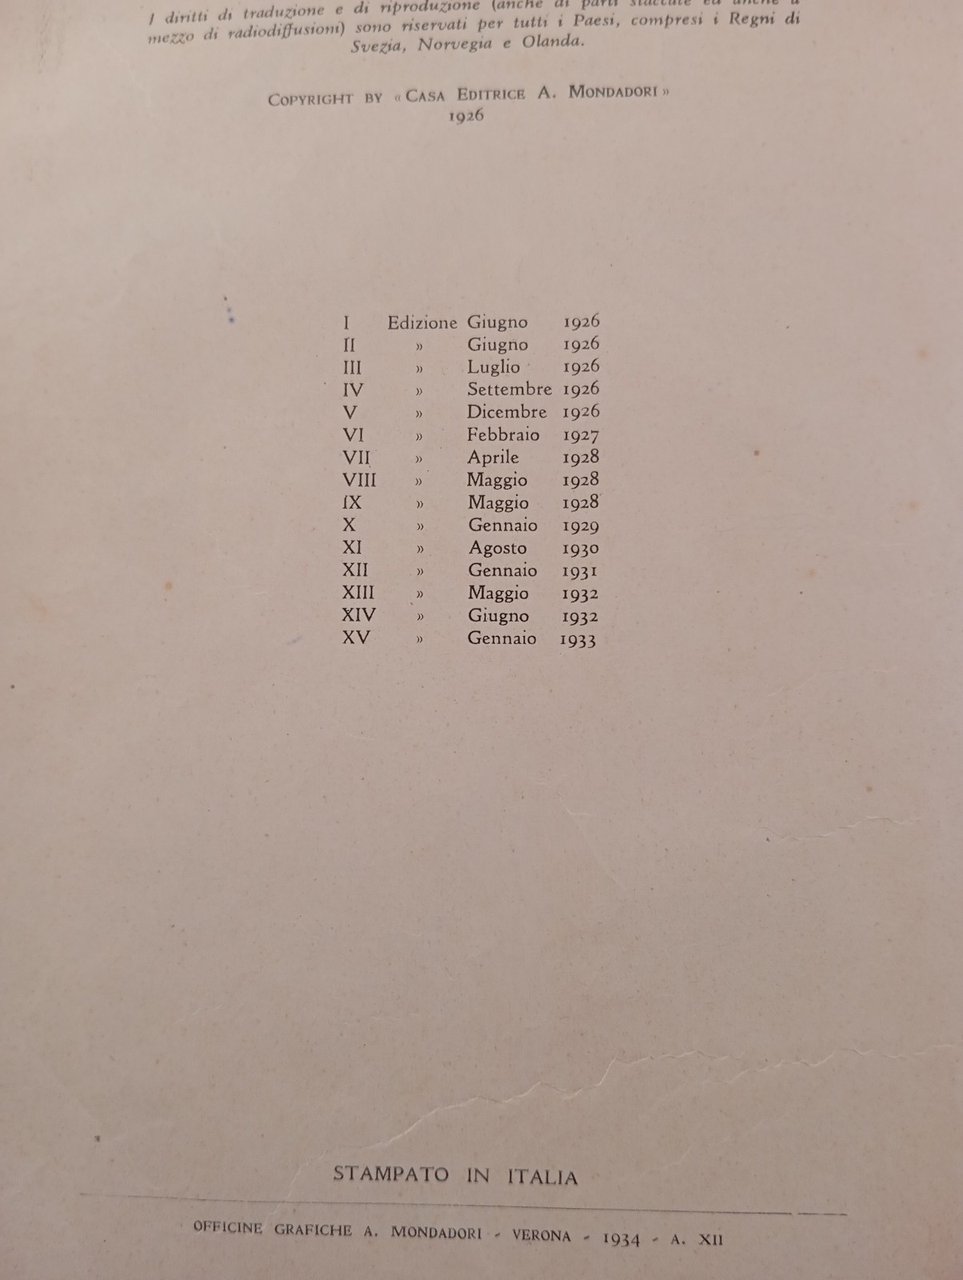 I diritti di traduzione e di riproduzione (anche di parti staccate ed anche a
mezzo di radiodiffusioni) sono riservati per tutti i Paesi, compresi i Regni di
Svezia, Norvegia e Olanda.
COPYRIGHT BY « CASA EDITRICE A. MONDADORI »
1926
I Edizione Giugno 1926
II » Giugno 1926
III » Luglio 1926
IV » Settembre 1926
V » Dicembre 1926
VI » Febbraio 1927
VII » Aprile 1928
VIII » Maggio 1928
IX » Maggio 1928
X » Gennaio 1929
XI » Agosto 1930
XII » Gennaio 1931
XIII » Maggio 1932
XIV » Giugno 1932
XV » Gennaio 1933
STAMPATO IN ITALIA
OFFICINE GRAFICHE A. MONDADORI - VERONA - 1934 - A. XII